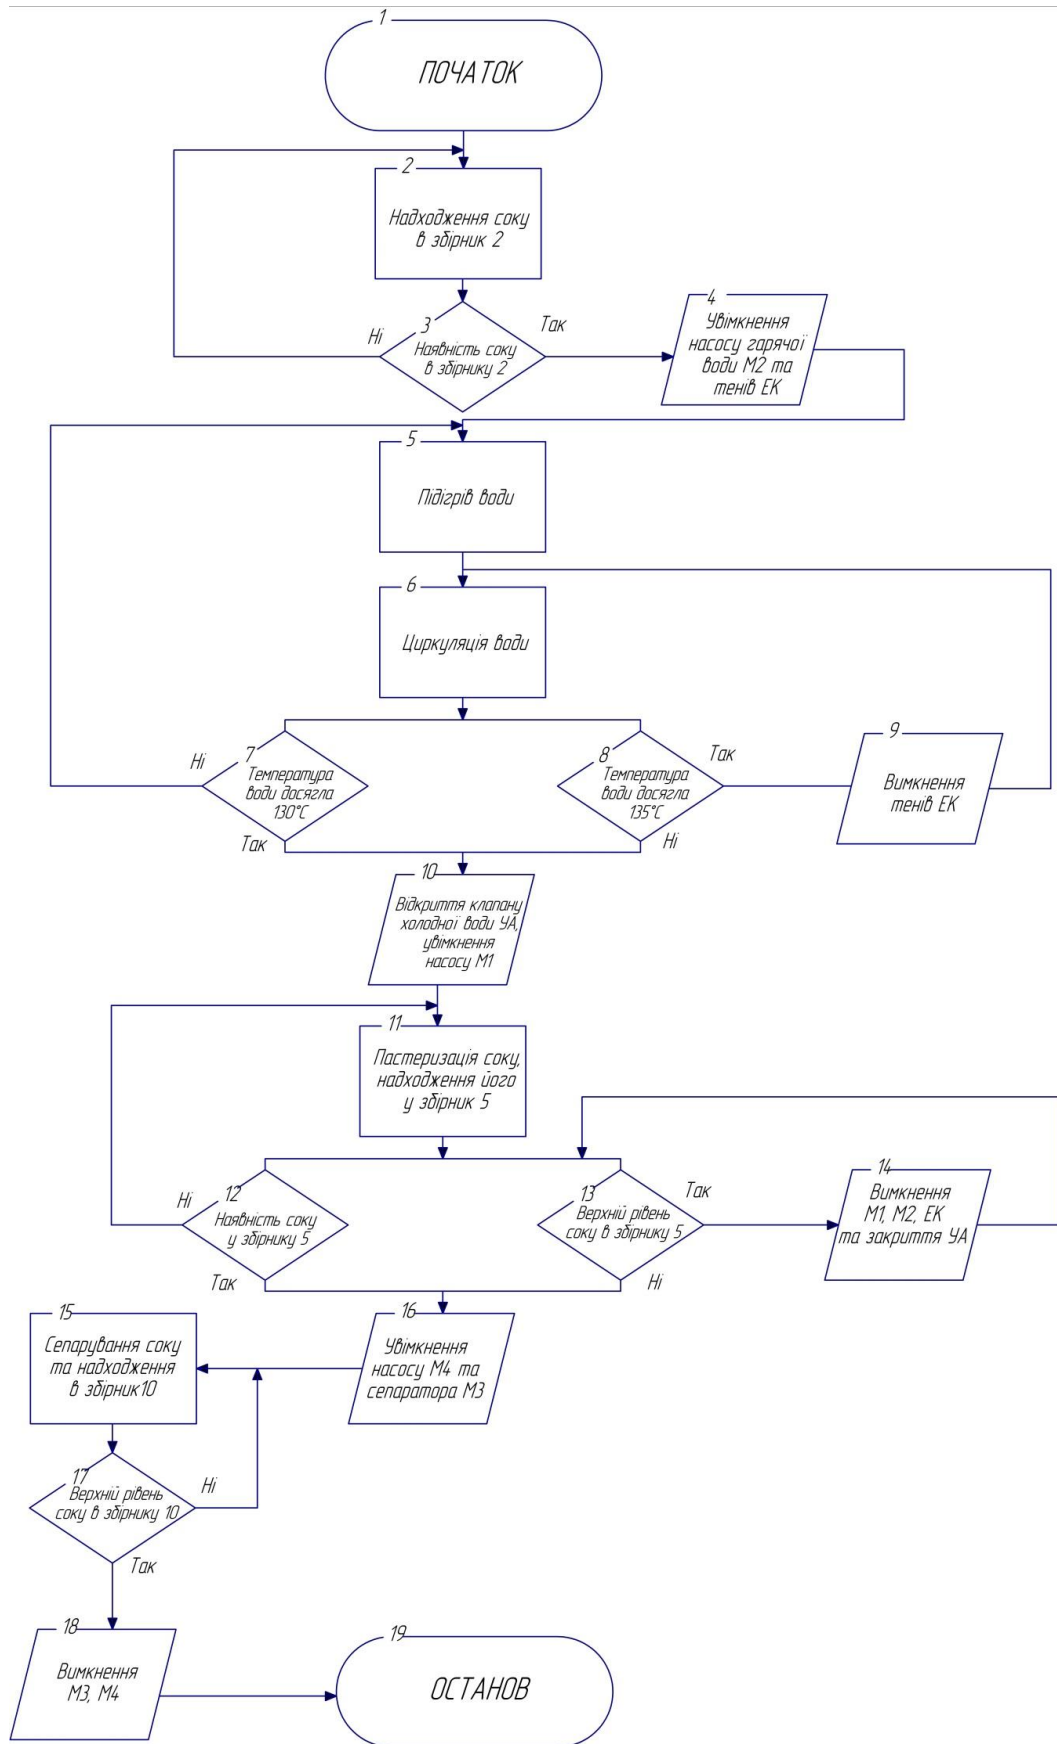 1
ПОЧАТОК
2
Надходження соку
в збірник 2
3
Наявність соку
в збірнику 2
Ні
Так
4
Увімкнення
насосу гарячої
води М2 та
тенів ЕК
5
Підігрів води
6
Циркуляція води
Ні
7
Температура
води досягла
130°С
Так
8
Температура
води досягла
135°С
Так
Ні
9
Вимкнення
тенів ЕК
10
Відкриття клапану
холодної води УА,
увімкнення
насосу М1
11
Пастеризація соку,
надходження його
у збірник 5
Ні
12
Наявність соку
у збірнику 5
Так
13
Верхній рівень
соку в збірнику 5
Так
Ні
14
Вимкнення
М1, М2, ЕК
та закриття УА
15
Сепарування соку
та надходження
в збірник10
16
Увімкнення
насосу М4 та
сепаратора М3
17
Верхній рівень
соку в збірнику 10
Ні
Так
18
Вимкнення
М3, М4
19
ОСТАНОВ